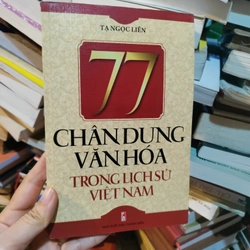 TẠ NGỌC LIỄN
77
CHÂN DUNG
VĂN HÓA
TRONG LỊCH SỬ
VIỆT NAM